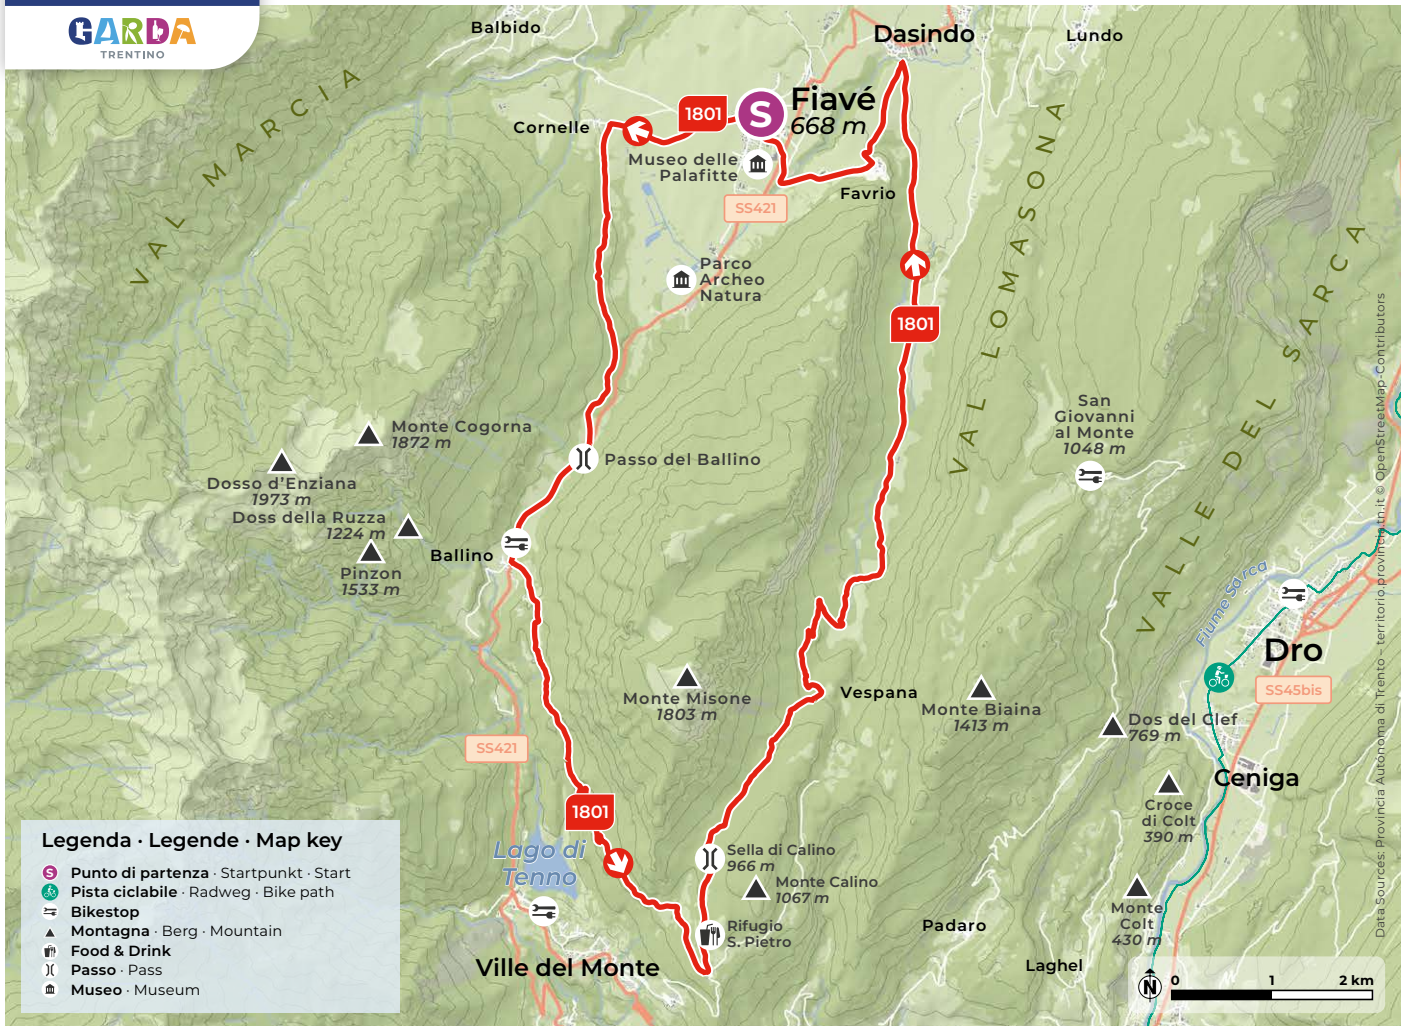 GARDA
TRENTINO
Balbido
Dasindo
Lundo
VAL MARCIA
Fiavé
668 m
S
1801
Cornelle
Museo delle
Palafitte
Favrio
SS421
VAL LOMASONA
VALLE DEL SARCA
Parco
Archeo
Natura
1801
San
Giovanni
al Monte
1048 m
Monte Cogorna
1872 m
Passo del Ballino
Dosso d'Enziana
1973 m
Doss della Ruzza
1224 m
Ballino
Pinzon
1533 m
Fiume Sarca
Dro
SS45bis
Monte Misone
1803 m
Vespana
Monte Biaina
1413 m
Dos del Clef
769 m
SS421
Ceniga
1801
Croce
di Colt
390 m
Lago di
Tenno
Sella di Calino
966 m
Monte Calino
1067 m
Rifugio
S. Pietro
Padaro
Monte
Colt
430 m
Ville del Monte
Laghel
Legenda · Legende · Map key
S Punto di partenza · Startpunkt · Start
Pista ciclabile · Radweg · Bike path
Bikestop
Montagna · Berg · Mountain
Food & Drink
Passo · Pass
Museo · Museum
N
0 1 2 km
Data Sources: Provincia Autonoma di Trento – territorio.provincia.tn.it © OpenStreetMap-Contributors